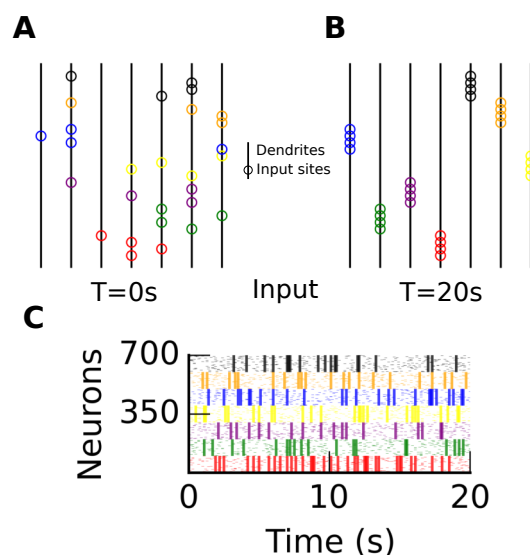 A
B
Dendrites
Input sites
T=0s
Input
T=20s
C
700
350
Neurons
0
10
20
Time (s)